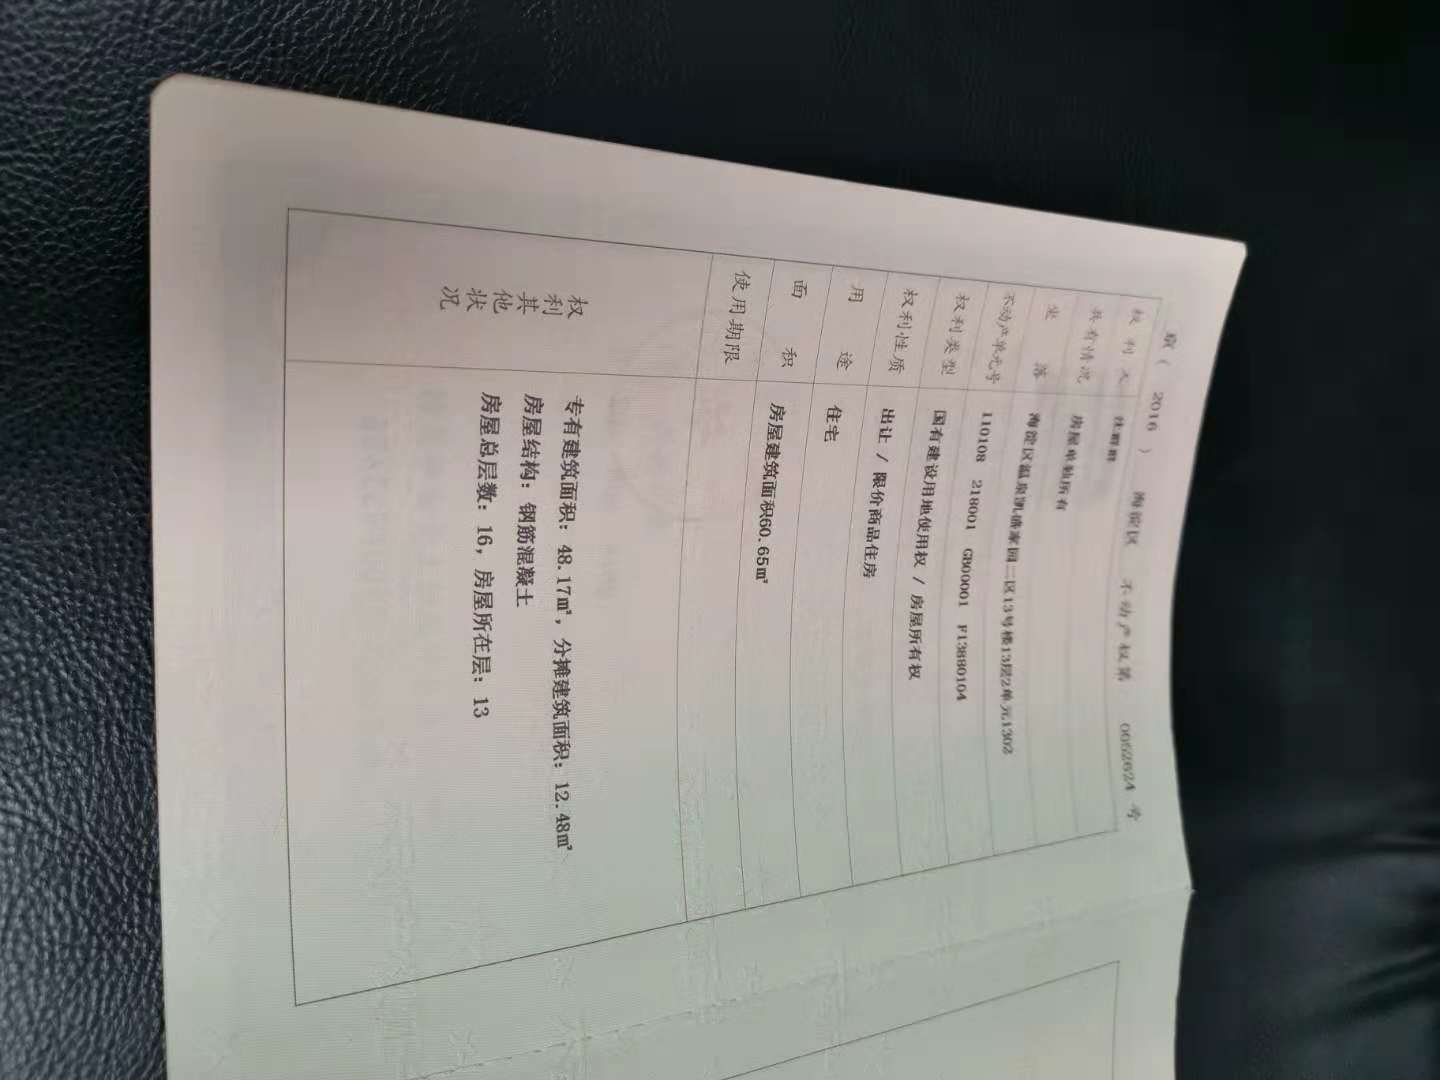 京（ 2016 ） 海淀区 不动产权第 0052624 号
权利人
共有情况 房屋单独所有
坐落 海淀区温泉凯盛家园二区13号楼13层2单元1302
不动产单元号 110108 218001 GB00001 F13880104
权利类型 国有建设用地使用权 / 房屋所有权
权利性质 出让 / 限价商品住房
用途 住宅
面积 房屋建筑面积60.65㎡
使用期限
权利其他状况
专有建筑面积：48.17㎡，分摊建筑面积：12.48㎡
房屋结构：钢筋混凝土
房屋总层数：16，房屋所在层：13